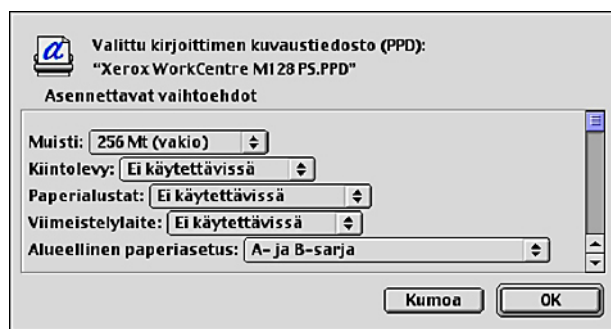 Valittu kirjoittimen kuvaustiedosto (PPD):
"Xerox WorkCentre M128 PS.PPD"
Asennettavat vaihtoehdot
Muisti: 256 Mt (vakio)
Kiintolevy: Ei käytettävissä
Paperialustat: Ei käytettävissä
Viimeistelylaite: Ei käytettävissä
Alueellinen paperiasetus: A- ja B-sarja
Kumoa OK